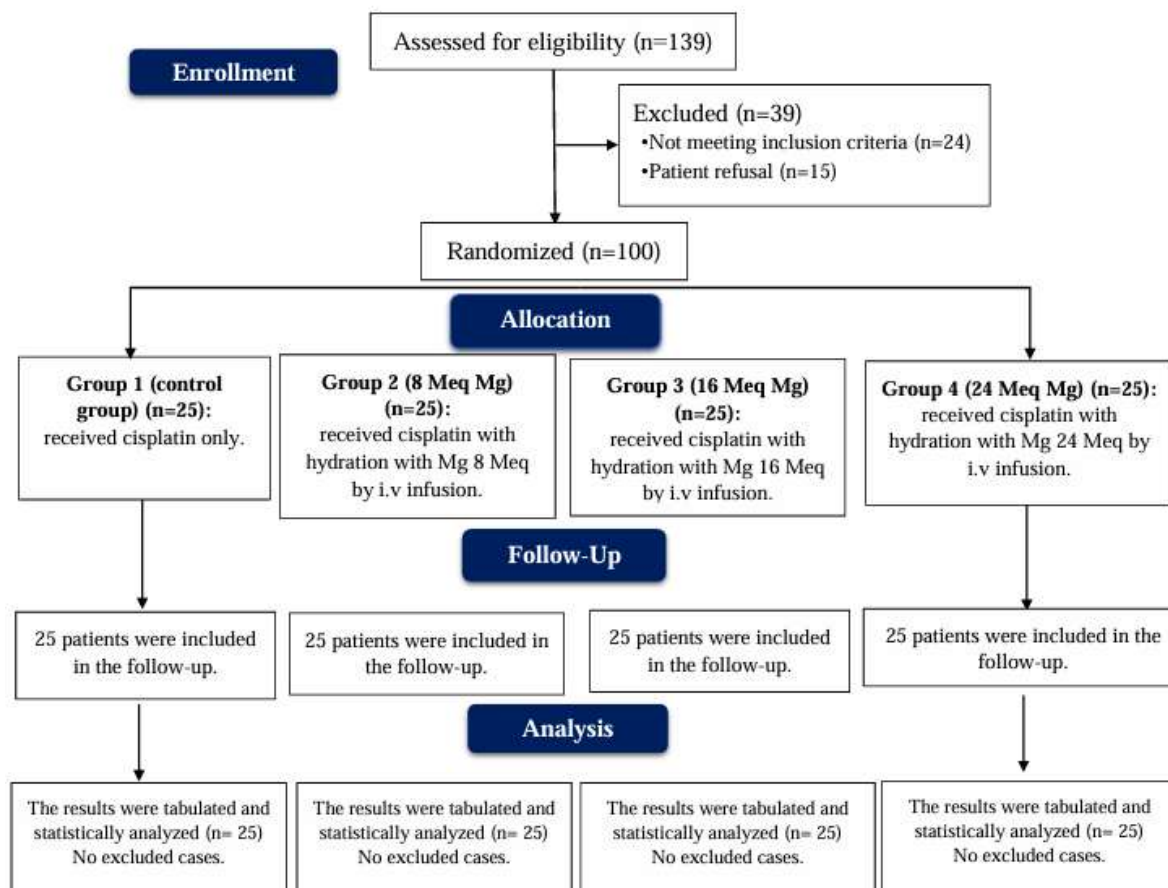 Assessed for eligibility (n=139)
Enrollment
Excluded (n=39)
•Not meeting inclusion criteria (n=24)
•Patient refusal (n=15)
Randomized (n=100)
Allocation
Group 1 (control
group) (n=25):
received cisplatin only.
Group 2 (8 Meq Mg)
(n=25):
received cisplatin with
hydration with Mg 8 Meq
by i.v infusion.
Group 3 (16 Meq Mg)
(n=25):
received cisplatin with
hydration with Mg 16 Meq
by i.v infusion.
Group 4 (24 Meq Mg) (n=25):
received cisplatin with
hydration with Mg 24 Meq by
i.v infusion.
Follow-Up
25 patients were included
in the follow-up.
25 patients were included in
the follow-up.
25 patients were included
in the follow-up.
25 patients were included in the
follow-up.
Analysis
The results were tabulated and
statistically analyzed (n= 25)
No excluded cases.
The results were tabulated and
statistically analyzed (n= 25)
No excluded cases.
The results were tabulated and
statistically analyzed (n= 25)
No excluded cases.
The results were tabulated and
statistically analyzed (n= 25)
No excluded cases.